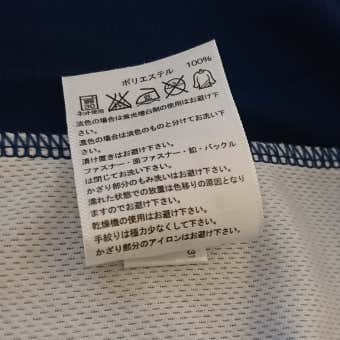 ポリエステル 100%
ネット使用
淡色の場合は蛍光増白剤の使用はお避け下
さい。
濃色の場合は淡色のものと分けてお洗い下
さい。
漬け置きはお避け下さい。
ファスナー・面ファスナー・釦・バックル
は閉じてお洗い下さい。
かざり部分のもみ洗いはお避け下さい。
濡れた状態での放置は色移りの原因となり
ますのでお避け下さい。
乾燥機の使用はお避け下さい。
手絞りは極力少なくして下さい。
かざり部分のアイロンはお避け下さい。